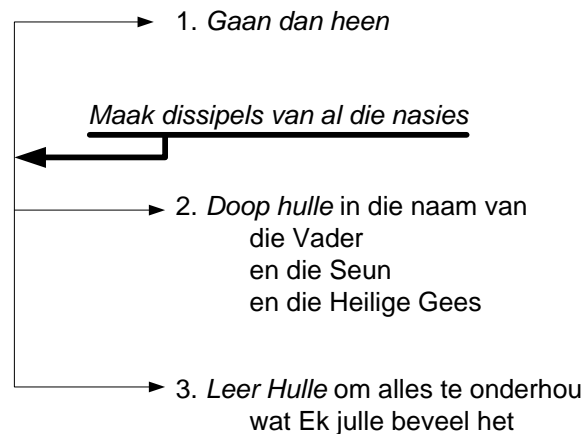 1. Gaan dan heen
Maak dissipels van al die nasies
2. Doop hulle in die naam van
die Vader
en die Seun
en die Heilige Gees
3. Leer Hulle om alles te onderhou
wat Ek julle beveel het